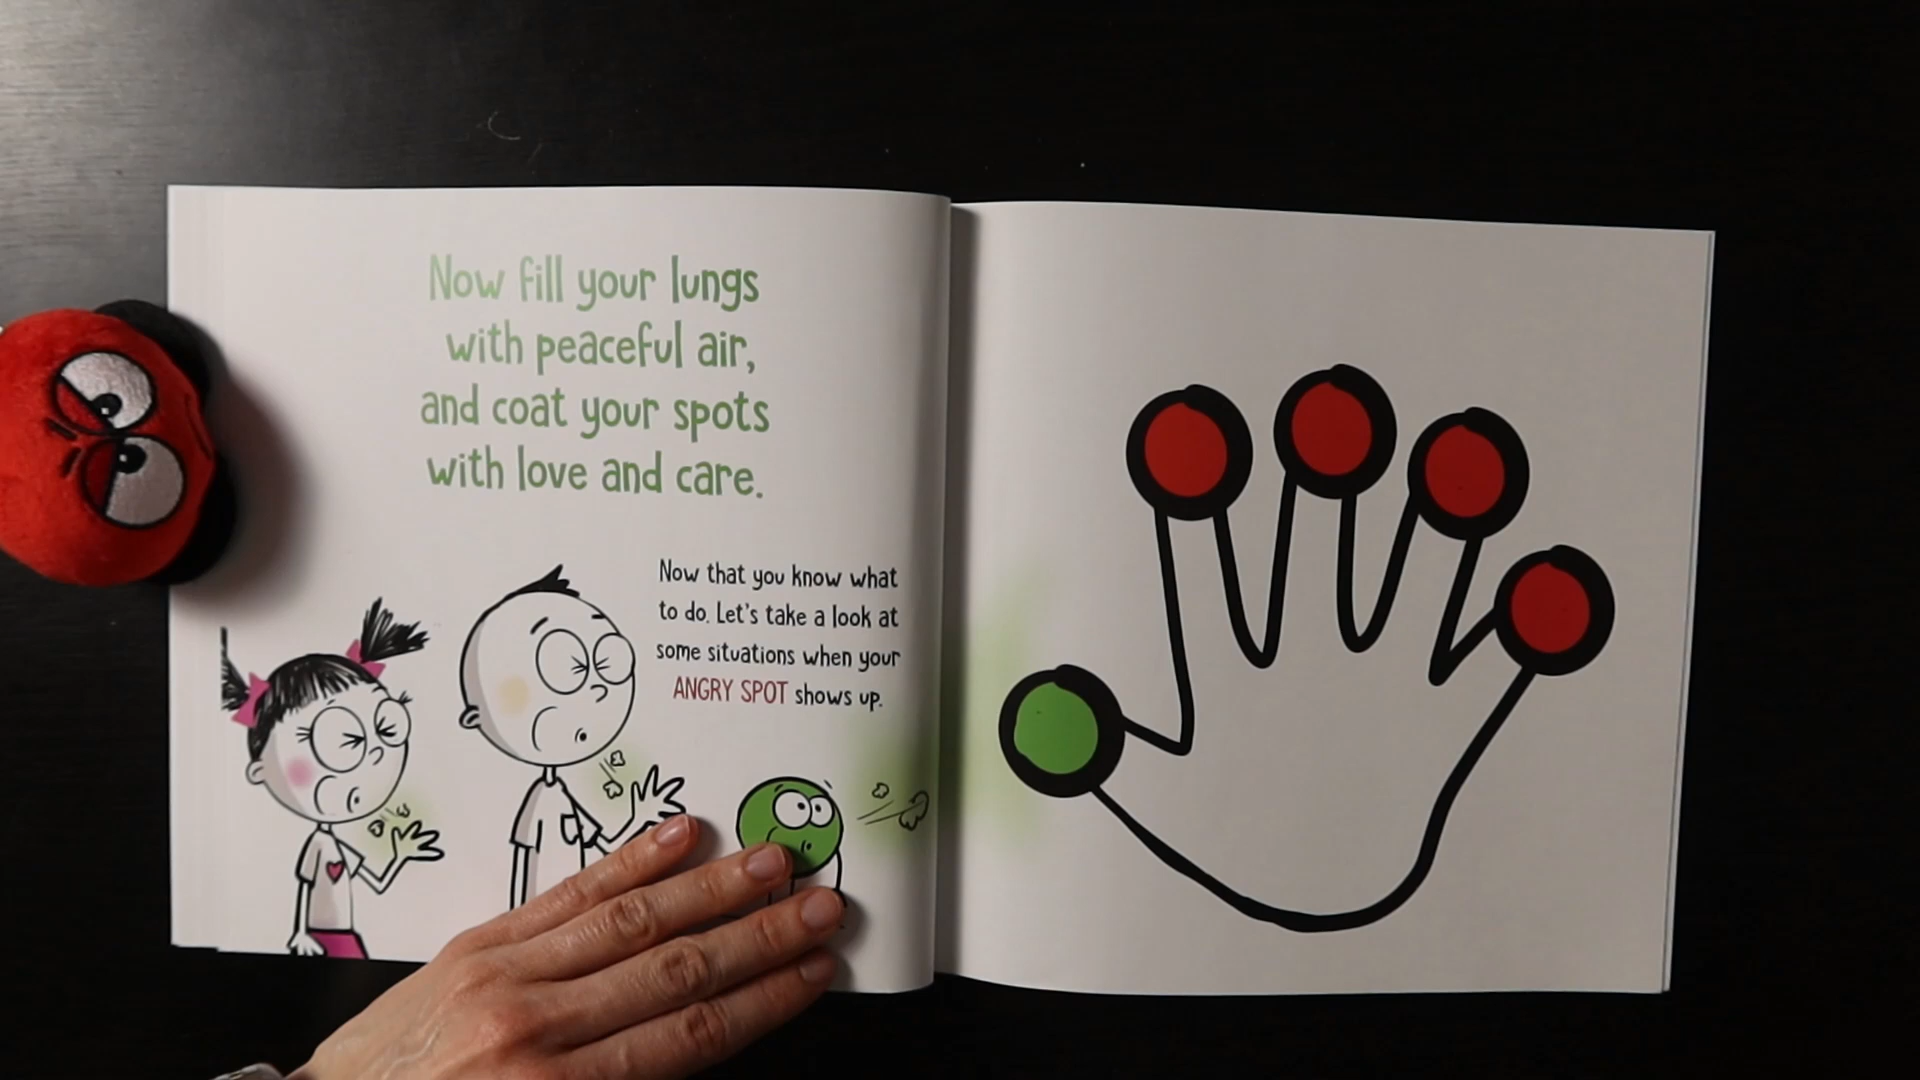 Now fill your lungs
with peaceful air,
and coat your spots
with love and care.
Now that you know what
to do. Let's take a look at
some situations when your
ANGRY SPOT shows up.